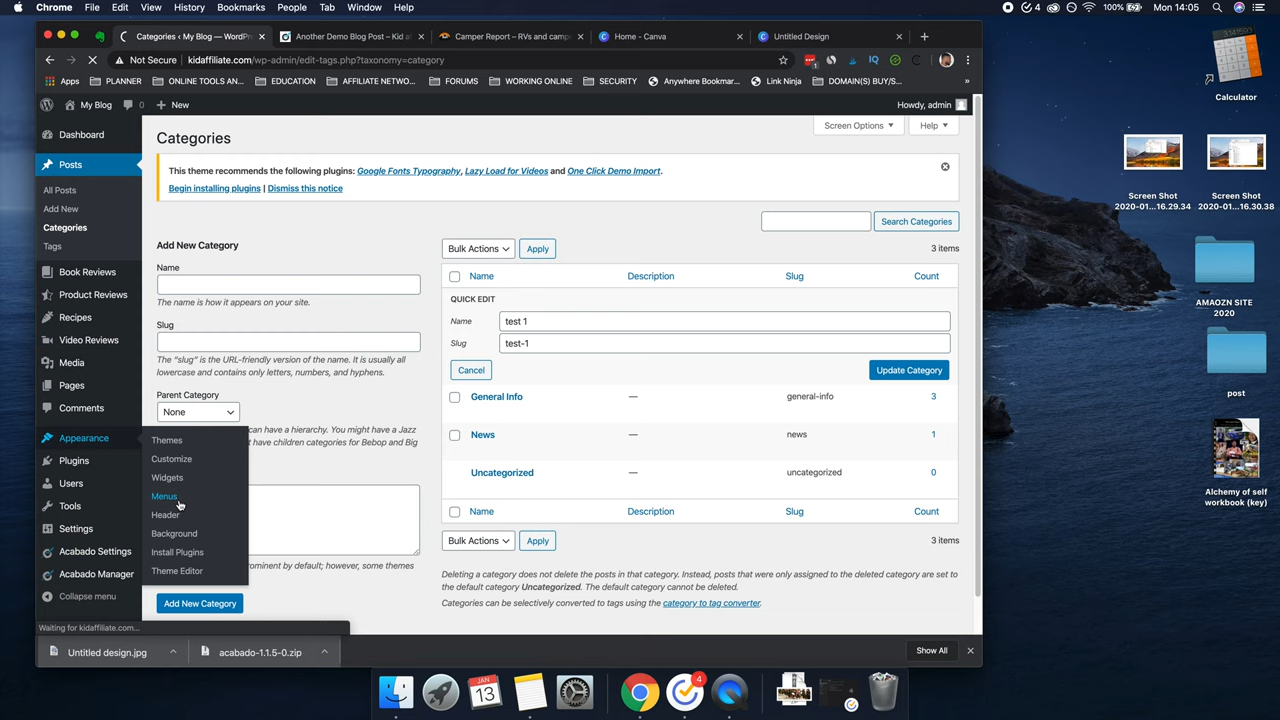 Chrome File Edit View History Bookmarks People Tab Window Help
4 100% Mon 14:05
Categories ‹ My Blog — WordPr
Another Demo Blog Post – Kid a
Camper Report – RVs and camp
Home - Canva
Untitled Design
Not Secure kidaffiliate.com/wp-admin/edit-tags.php?taxonomy=category
Apps PLANNER ONLINE TOOLS AN... EDUCATION AFFILIATE NETWOR... FORUMS WORKING ONLINE SECURITY Anywhere Bookmar... Link Ninja DOMAIN(S) BUY/S... »
My Blog 0 New Howdy, admin
Dashboard
Posts
All Posts
Add New
Categories
Tags
Book Reviews
Product Reviews
Recipes
Video Reviews
Media
Pages
Comments
Appearance
Plugins
Users
Tools
Settings
Acabado Settings
Acabado Manager
Collapse menu
Themes
Customize
Widgets
Menus
Header
Background
Install Plugins
Theme Editor
Categories
Screen Options
Help
This theme recommends the following plugins: Google Fonts Typography, Lazy Load for Videos and One Click Demo Import.
Begin installing plugins | Dismiss this notice
Search Categories
Add New Category
Name
The name is how it appears on your site.
Slug
The “slug” is the URL-friendly version of the name. It is usually all
lowercase and contains only letters, numbers, and hyphens.
Parent Category
None
can have a hierarchy. You might have a Jazz
t have children categories for Bebop and Big
ominent by default; however, some themes
Add New Category
Bulk Actions Apply 3 items
Name Description Slug Count
QUICK EDIT
Name test 1
Slug test-1
Cancel Update Category
General Info — general-info 3
News — news 1
Uncategorized — uncategorized 0
Name Description Slug Count
Bulk Actions Apply 3 items
Deleting a category does not delete the posts in that category. Instead, posts that were only assigned to the deleted category are set to
the default category Uncategorized. The default category cannot be deleted.
Categories can be selectively converted to tags using the category to tag converter.
Waiting for kidaffiliate.com...
Untitled design.jpg
acabado-1.1.5-0.zip
Show All
Calculator
Screen Shot
2020-01...16.29.34
Screen Shot
2020-01...16.30.38
AMAOZN SITE
2020
post
Alchemy of self
workbook (key)
JAN
13
4